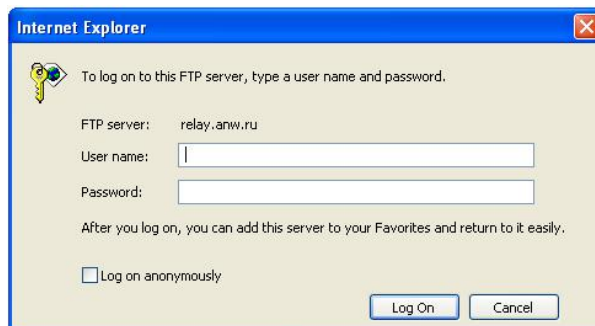 Internet Explorer
To log on to this FTP server, type a user name and password.
FTP server: relay.anw.ru
User name:
Password:
After you log on, you can add this server to your Favorites and return to it easily.
Log on anonymously
Log On Cancel